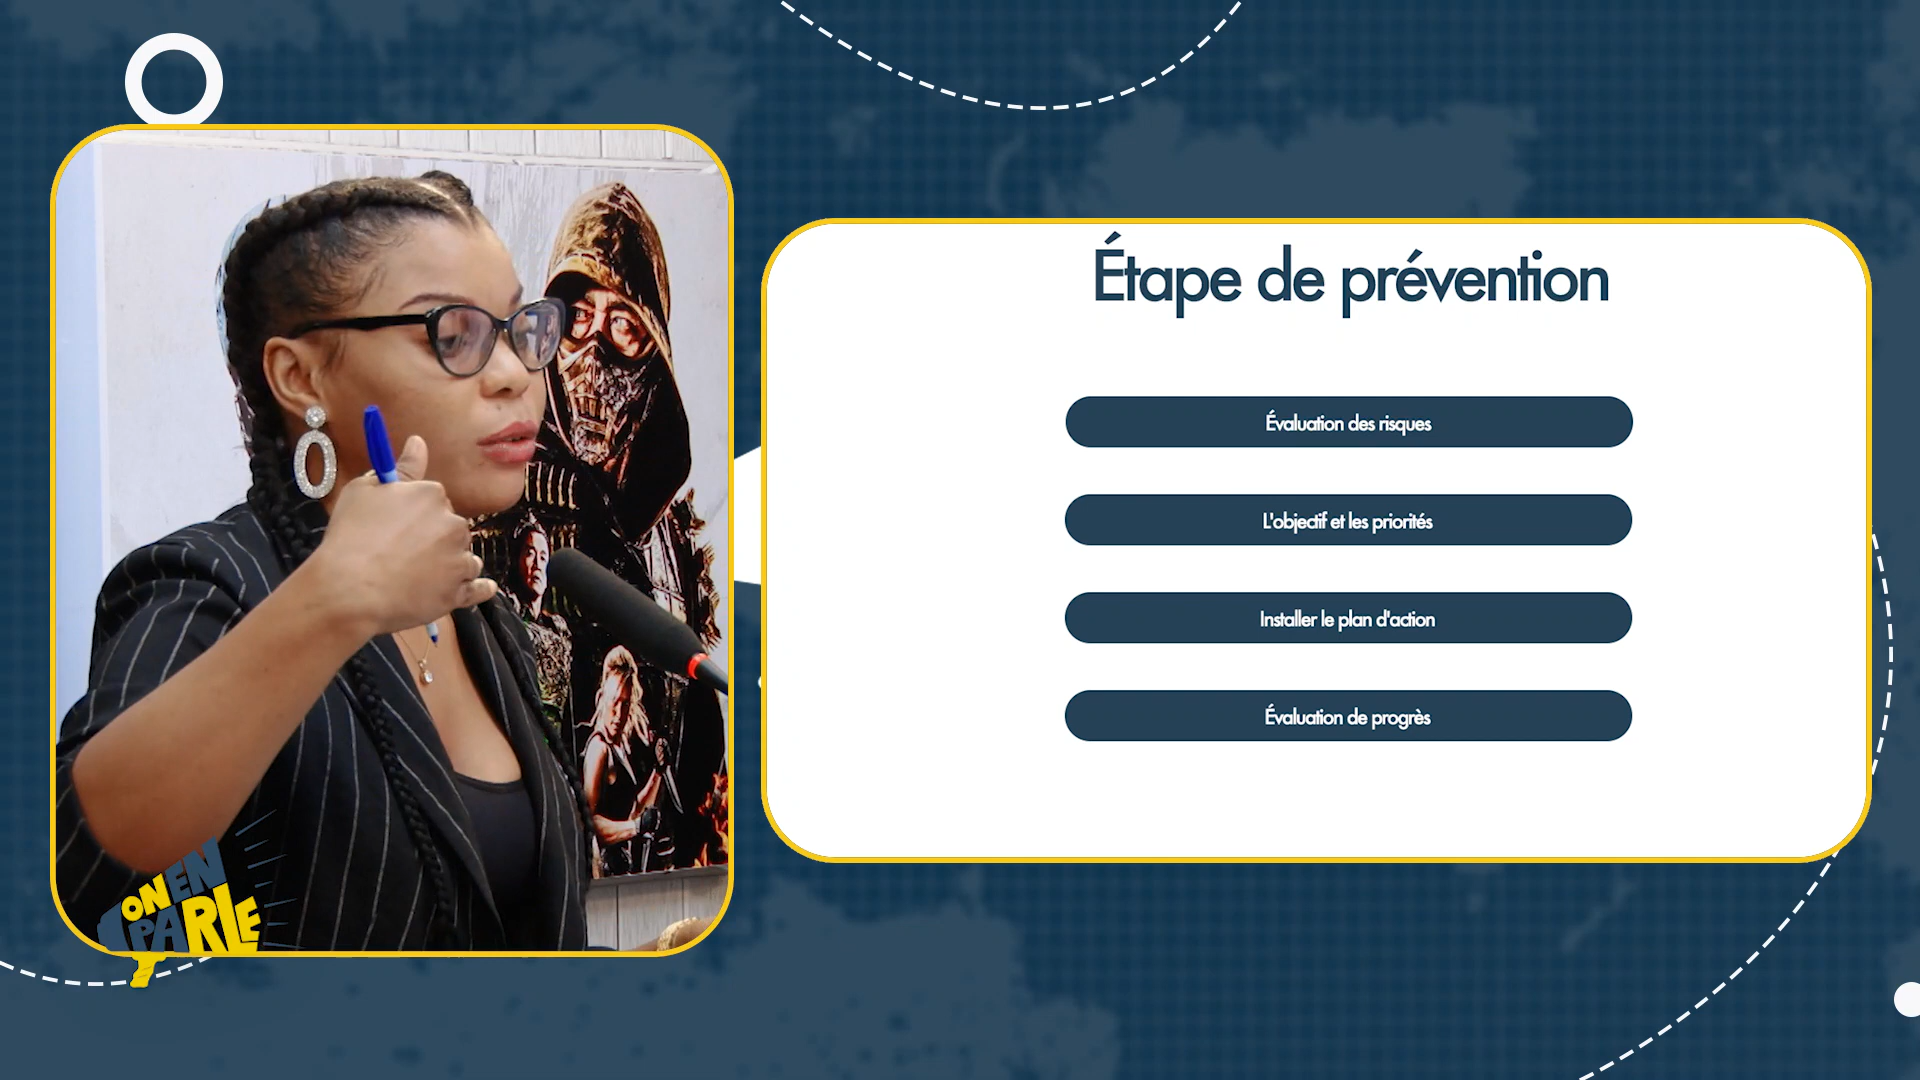 Étape de prévention
Évaluation des risques
L'objectif et les priorités
Installer le plan d'action
Évaluation de progrès
ON EN
PARLE